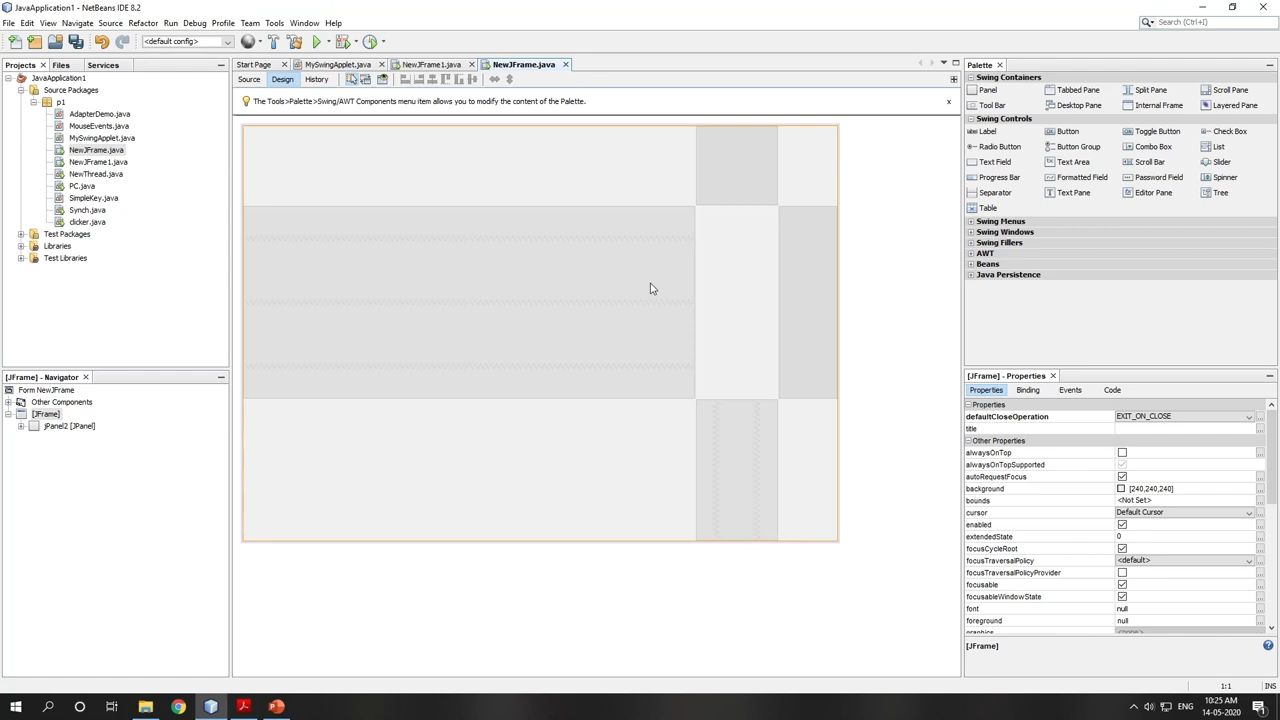 JavaApplication1 - NetBeans IDE 8.2
File Edit View Navigate Source Refactor Run Debug Profile Team Tools Window Help
Search (Ctrl+I)
<default config>
Projects Files Services
Start Page MySwingApplet.java NewJFrame1.java NewJFrame.java
Palette
JavaApplication1
Source Packages
p1
AdapterDemo.java
MouseEvents.java
MySwingApplet.java
NewJFrame.java
NewJFrame1.java
NewThread.java
PC.java
SimpleKey.java
Synch.java
clicker.java
Test Packages
Libraries
Test Libraries
Source Design History
The Tools>Palette>Swing/AWT Components menu item allows you to modify the content of the Palette.
x
Swing Containers
Panel Tabbed Pane Split Pane Scroll Pane
Tool Bar Desktop Pane Internal Frame Layered Pane
Swing Controls
Label Button Toggle Button Check Box
Radio Button Button Group Combo Box List
Text Field Text Area Scroll Bar Slider
Progress Bar Formatted Field Password Field Spinner
Separator Text Pane Editor Pane Tree
Table
Swing Menus
Swing Windows
Swing Fillers
AWT
Beans
Java Persistence
[JFrame] - Navigator
Form NewJFrame
Other Components
[JFrame]
jPanel2 [JPanel]
[JFrame] - Properties
Properties Binding Events Code
Properties
defaultCloseOperation EXIT_ON_CLOSE
title
Other Properties
alwaysOnTop
alwaysOnTopSupported
autoRequestFocus
background [240,240,240]
bounds <Not Set>
cursor Default Cursor
enabled
extendedState 0
focusCycleRoot
focusTraversalPolicy <default>
focusTraversalPolicyProvider
focusable
focusableWindowState
font null
foreground null
graphics <none>
[JFrame]
1:1 INS
ENG
10:25 AM
14-05-2020
1